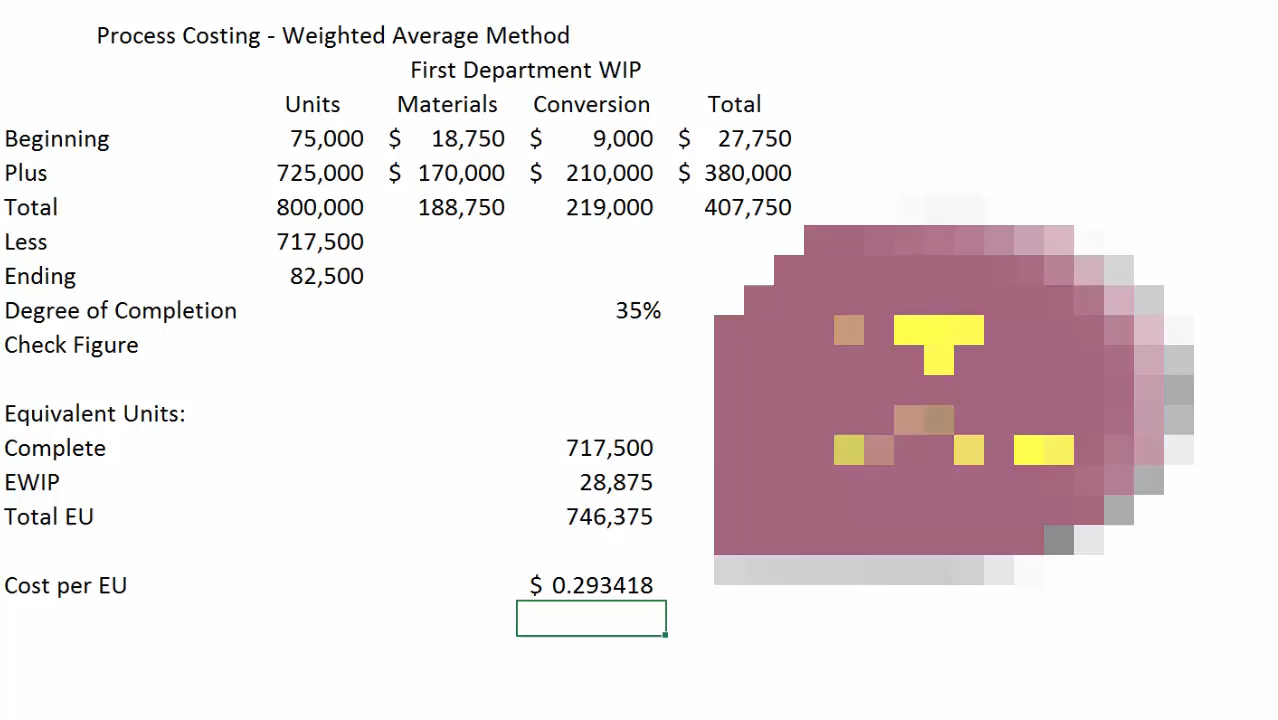 Process Costing - Weighted Average Method
First Department WIP
Units Materials Conversion Total
Beginning 75,000 $ 18,750 $ 9,000 $ 27,750
Plus 725,000 $ 170,000 $ 210,000 $ 380,000
Total 800,000 188,750 219,000 407,750
Less 717,500
Ending 82,500
Degree of Completion 35%
Check Figure
Equivalent Units:
Complete 717,500
EWIP 28,875
Total EU 746,375
Cost per EU $ 0.293418